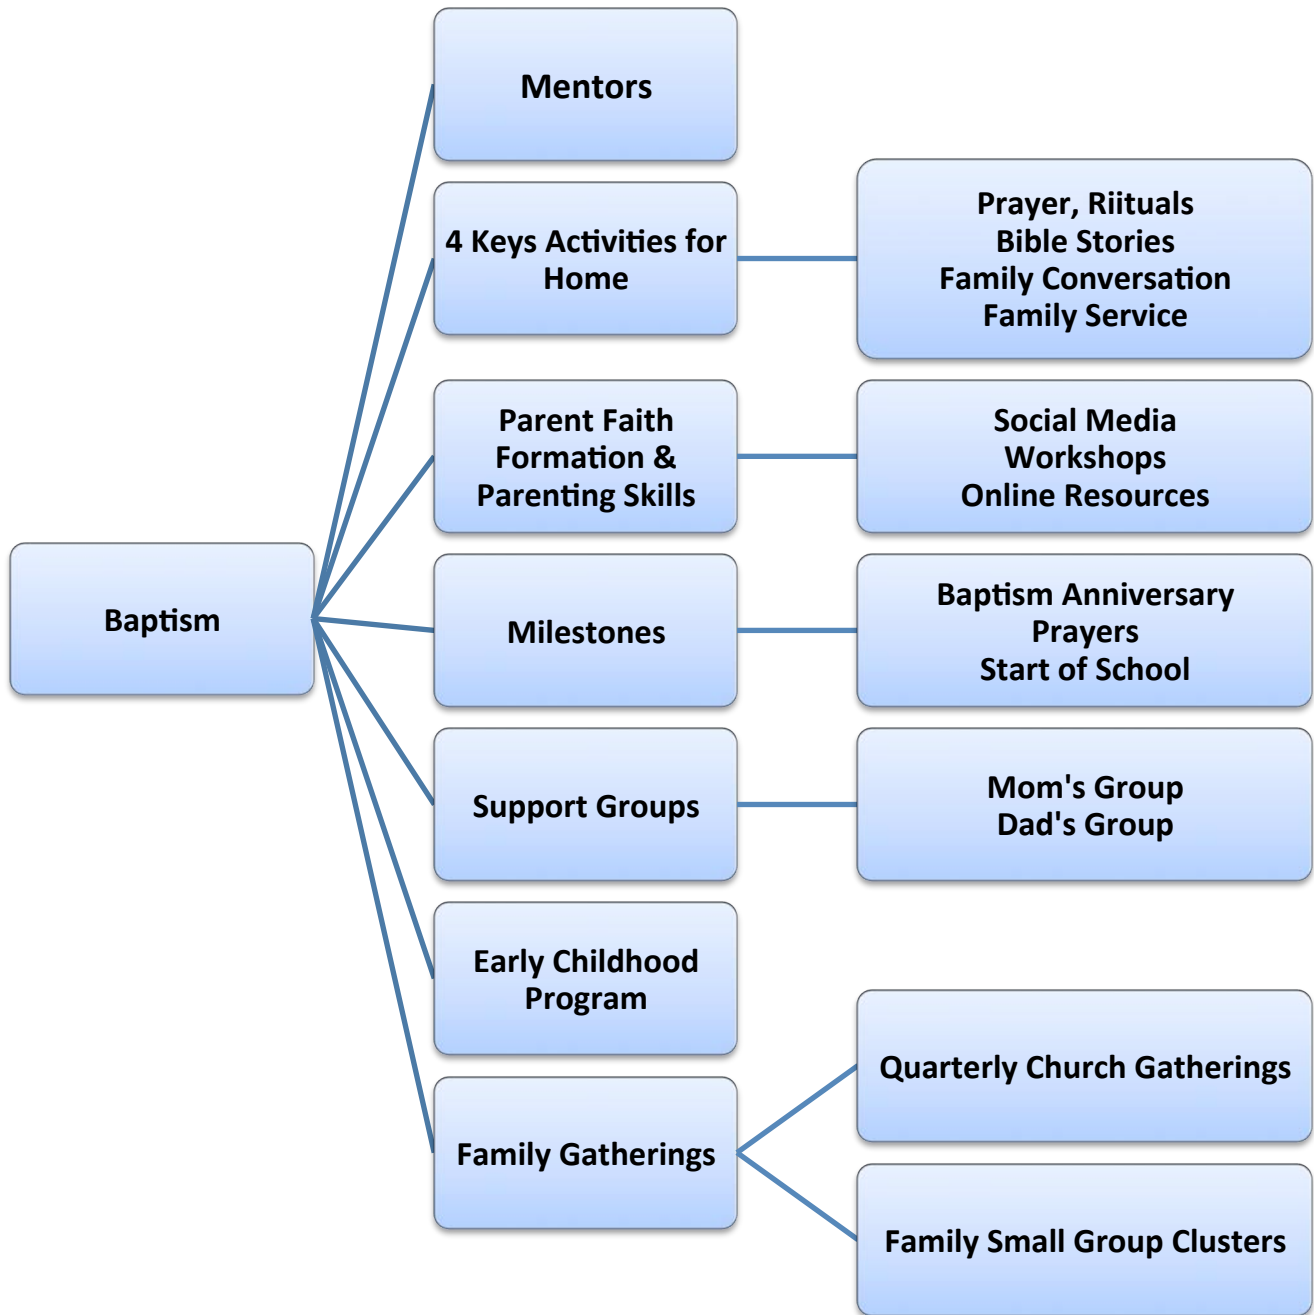 Mentors
4 Keys Activities for
Home
Prayer, Riituals
Bible Stories
Family Conversation
Family Service
Parent Faith
Formation &
Parenting Skills
Social Media
Workshops
Online Resources
Baptism
Milestones
Baptism Anniversary
Prayers
Start of School
Support Groups
Mom's Group
Dad's Group
Early Childhood
Program
Family Gatherings
Quarterly Church Gatherings
Family Small Group Clusters